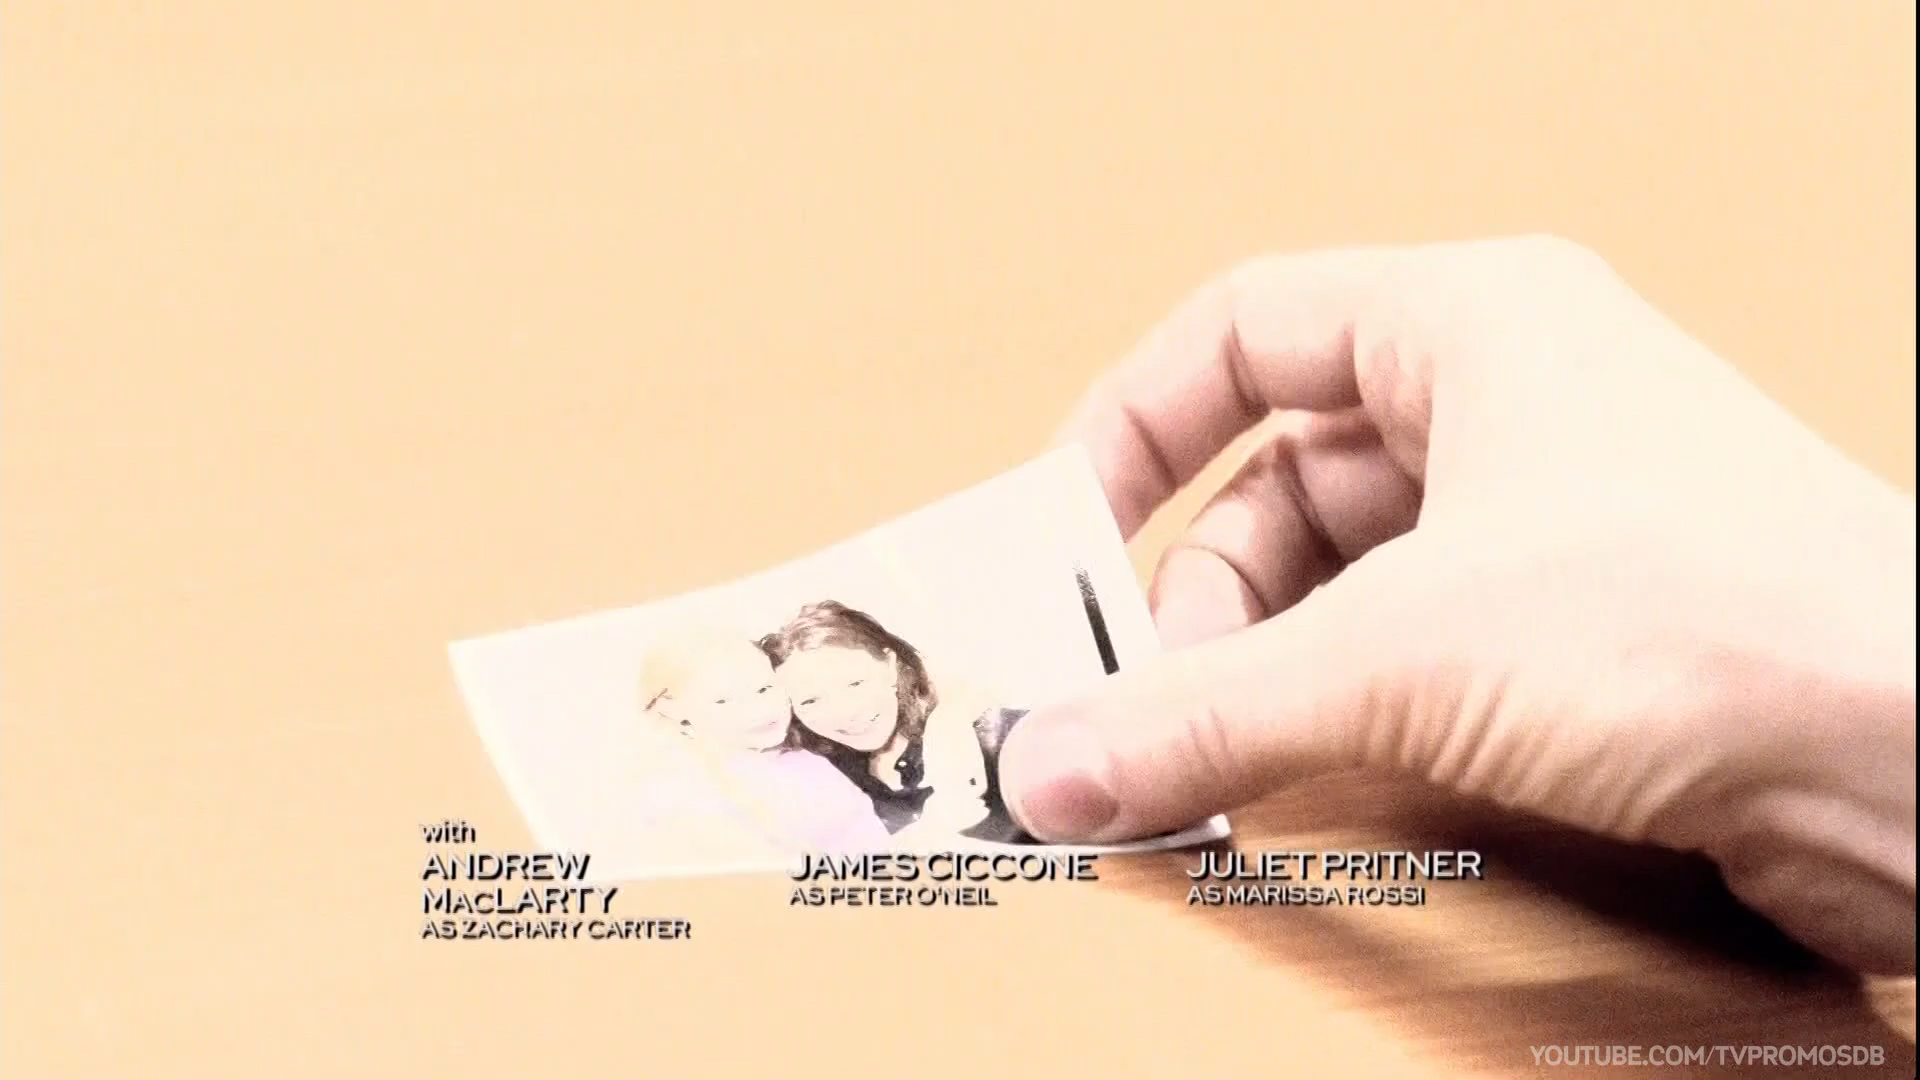 with
ANDREW
MACLARTY
AS ZACHARY CARTER
JAMES CICCONE
AS PETER O'NEIL
JULIET PRITNER
AS MARISSA ROSSI
YOUTUBE.COM/TVPROMOSDB